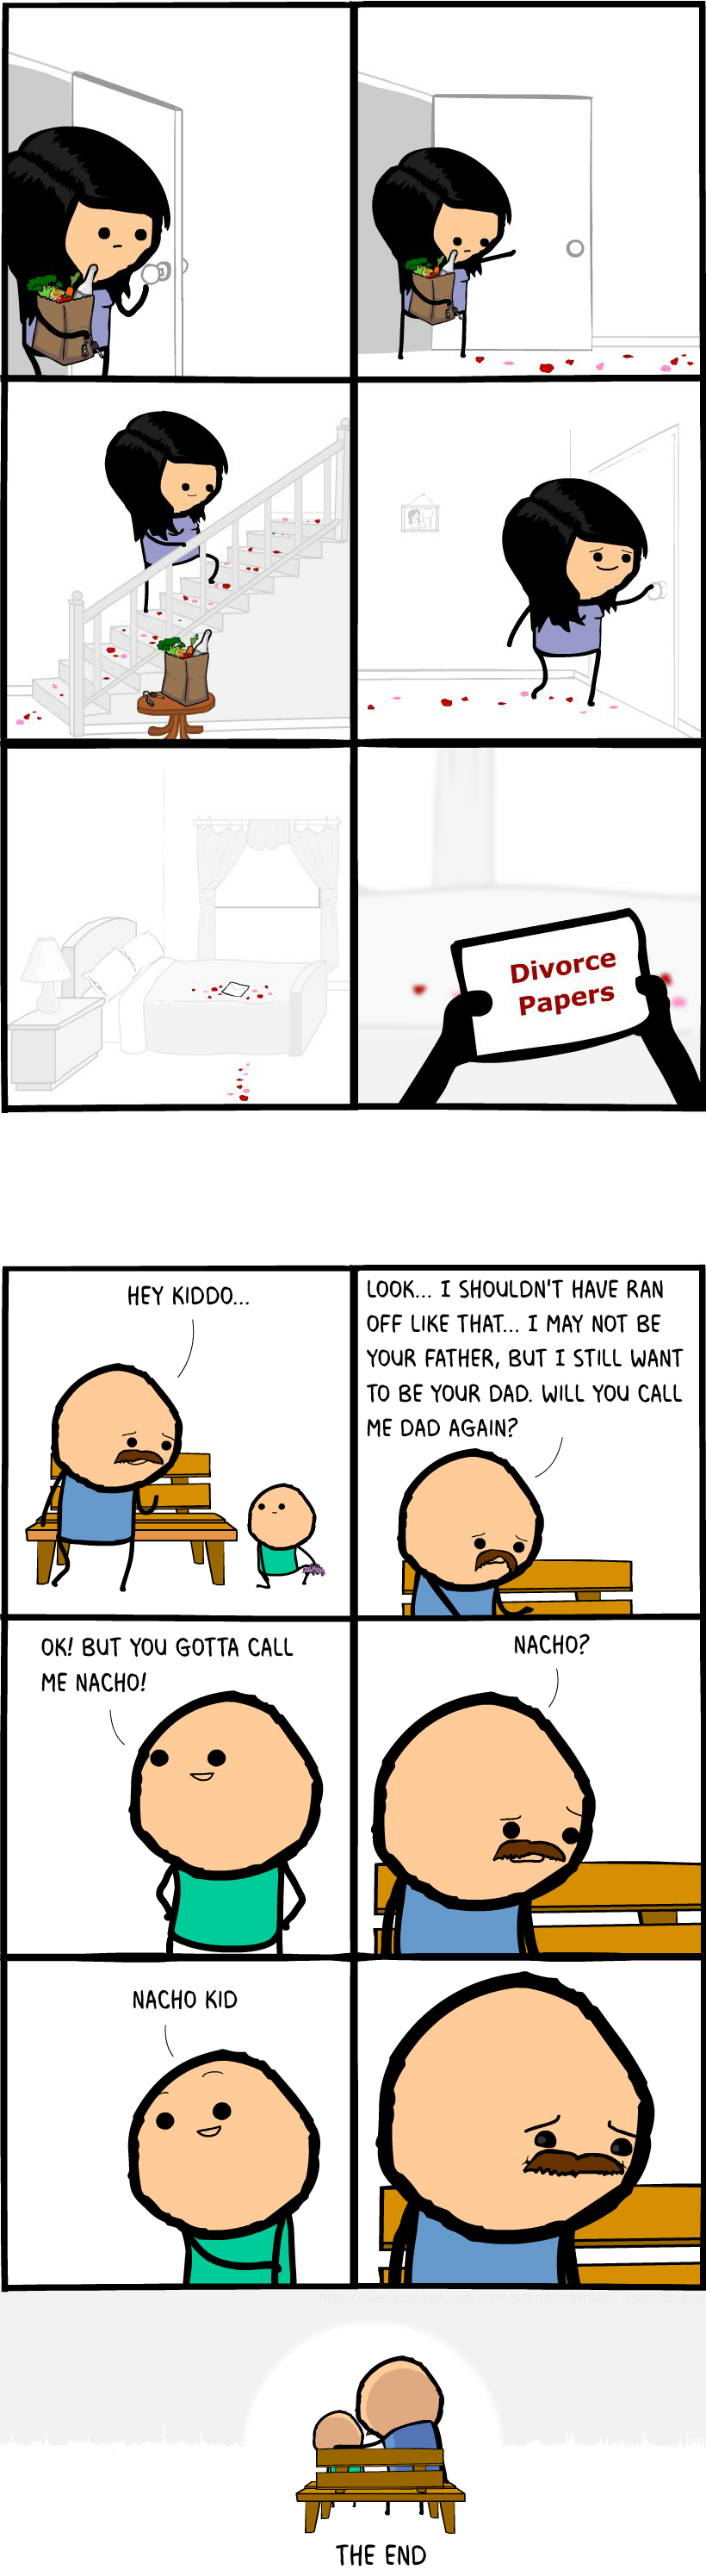 Divorce
Papers
HEY KIDDO...
LOOK... I SHOULDN'T HAVE RAN
OFF LIKE THAT... I MAY NOT BE
YOUR FATHER, BUT I STILL WANT
TO BE YOUR DAD. WILL YOU CALL
ME DAD AGAIN?
OK! BUT YOU GOTTA CALL
ME NACHO!
NACHO?
NACHO KID
THE END